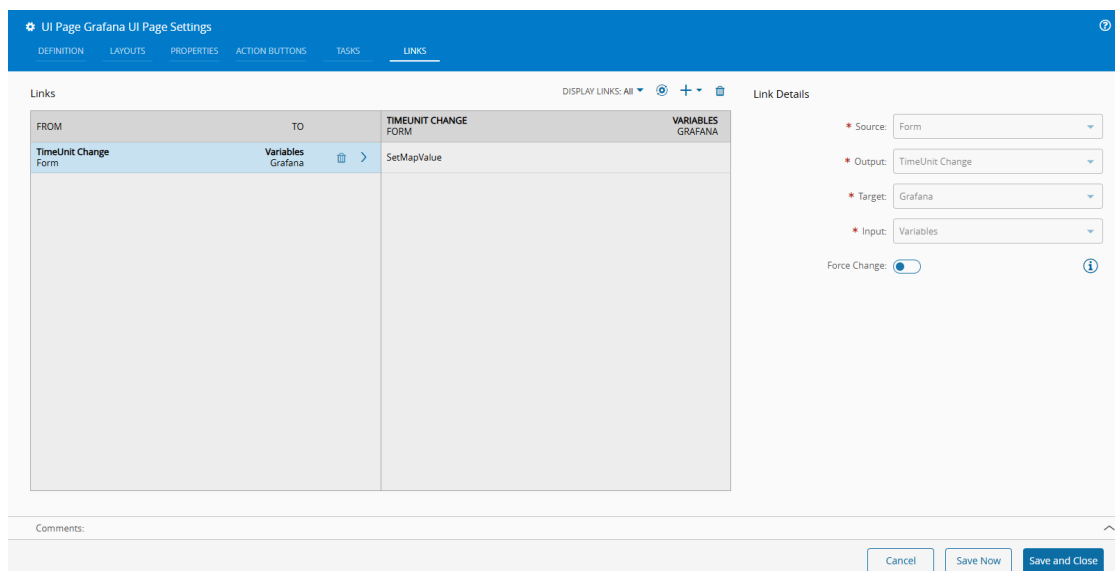 UI Page Grafana UI Page Settings
DEFINITION LAYOUTS PROPERTIES ACTION BUTTONS TASKS LINKS
Links
DISPLAY LINKS: All
Link Details
FROM TO
TIMEUNIT CHANGE VARIABLES
FORM GRAFANA
TimeUnit Change Variables
Form Grafana
SetMapValue
* Source: Form
* Output: TimeUnit Change
* Target: Grafana
* Input: Variables
Force Change:
Comments:
Cancel Save Now Save and Close